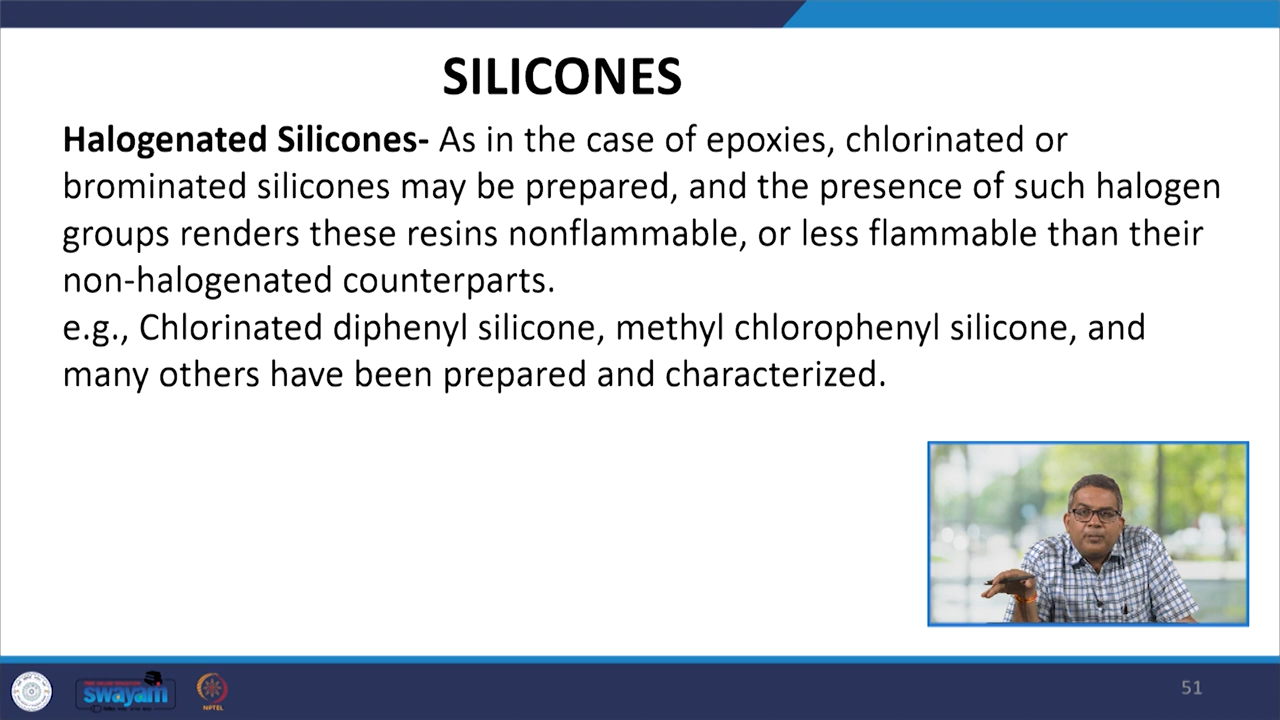 SILICONES
Halogenated Silicones- As in the case of epoxies, chlorinated or
brominated silicones may be prepared, and the presence of such halogen
groups renders these resins nonflammable, or less flammable than their
non-halogenated counterparts.
e.g., Chlorinated diphenyl silicone, methyl chlorophenyl silicone, and
many others have been prepared and characterized.
swayam
NPTEL
51